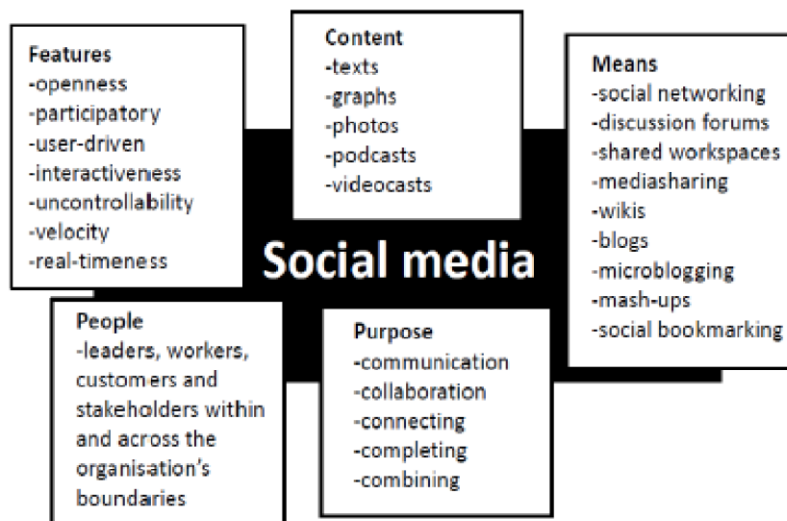 Features
-openness
-participatory
-user-driven
-interactiveness
-uncontrollability
-velocity
-real-timeness
Content
-texts
-graphs
-photos
-podcasts
-videocasts
Means
-social networking
-discussion forums
-shared workspaces
-mediasharing
-wikis
-blogs
-microblogging
-mash-ups
-social bookmarking
Social media
People
-leaders, workers,
customers and
stakeholders within
and across the
organisation's
boundaries
Purpose
-communication
-collaboration
-connecting
-completing
-combining